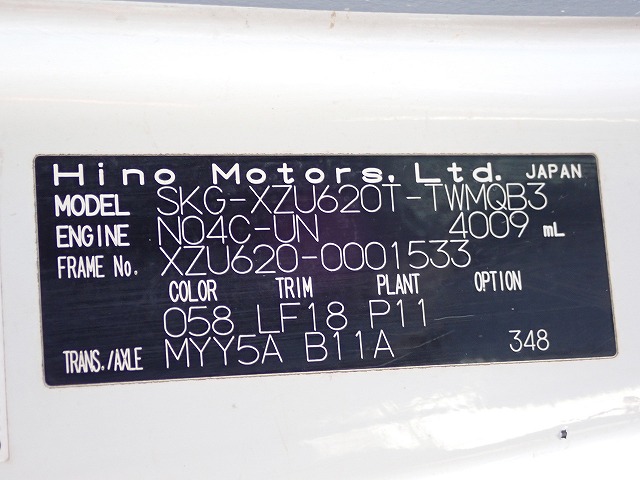 Hino Motors, Ltd. JAPAN
MODEL SKG-XZU620T-TWMQB3
ENGINE N04C-UN 4009 mL
FRAME No. XZU620-0001533
COLOR TRIM PLANT OPTION
058 LF18 P11
TRANS./AXLE MYY5A B11A 348